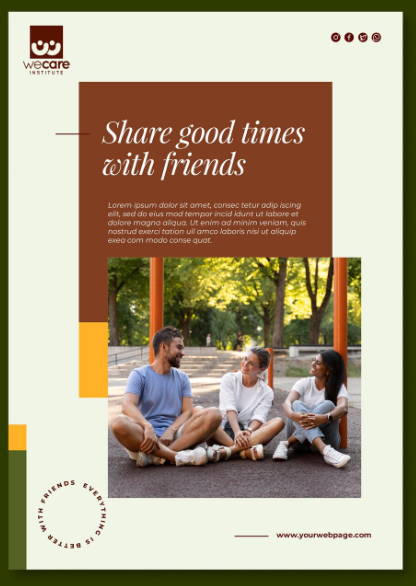 wecare
INSTITUTE
Share good times
with friends
Lorem ipsum dolor sit amet, consec tetur adip iscing
elit, sed do eius mod tempor incid idunt ut labore et
dolore magna aliqua. Ut enim ad minim veniam, quis
nostrud exerci tation ull amco laboris nisi ut aliquip
exea com modo conse quat.
EVERYTHING IS BETTER WITH FRIENDS
www.yourwebpage.com